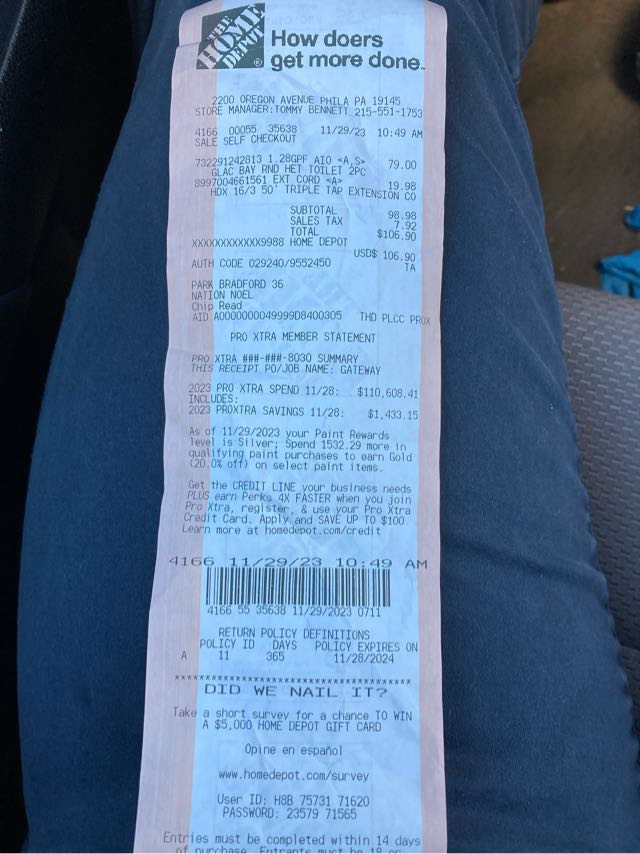 THE HOME DEPOT
How doers
get more done.™
2200 OREGON AVENUE PHILA PA 19145
STORE MANAGER:TOMMY BENNETT 215-551-1753
4166 00055 35638 11/29/23 10:49 AM
SALE SELF CHECKOUT
732291242813 1.28GPF AIO <A,S> 79.00
GLAC BAY RND HET TOILET 2PC
8997004661561 EXT CORD <A> 19.98
HDX 16/3 50' TRIPLE TAP EXTENSION CO
SUBTOTAL 98.98
SALES TAX 7.92
TOTAL $106.90
XXXXXXXXXXXX9988 HOME DEPOT
USD$ 106.90
AUTH CODE 029240/9552450 TA
PARK BRADFORD 36
NATION NOEL
Chip Read
AID A0000000049999D8400305 THD PLCC PROX
PRO XTRA MEMBER STATEMENT
PRO XTRA ###-###-8030 SUMMARY
THIS RECEIPT PO/JOB NAME: GATEWAY
2023 PRO XTRA SPEND 11/28: $110,608.41
INCLUDES:
2023 PROXTRA SAVINGS 11/28: $1,433.15
As of 11/29/2023 your Paint Rewards
level is Silver; Spend 1532.29 more in
qualifying paint purchases to earn Gold
(20.0% off) on select paint items.
Get the CREDIT LINE your business needs
PLUS earn Perks 4X FASTER when you join
Pro Xtra, register, & use your Pro Xtra
Credit Card. Apply and SAVE UP TO $100.
Learn more at homedepot.com/credit
4166 11/29/23 10:49 AM
4166 55 35638 11/29/2023 0711
RETURN POLICY DEFINITIONS
POLICY ID DAYS POLICY EXPIRES ON
A 11 365 11/28/2024
DID WE NAIL IT?
Take a short survey for a chance TO WIN
A $5,000 HOME DEPOT GIFT CARD
Opine en español
www.homedepot.com/survey
User ID: H8B 75731 71620
PASSWORD: 23579 71565
Entries must be completed within 14 days
of purchase. Entrants must be 18 or